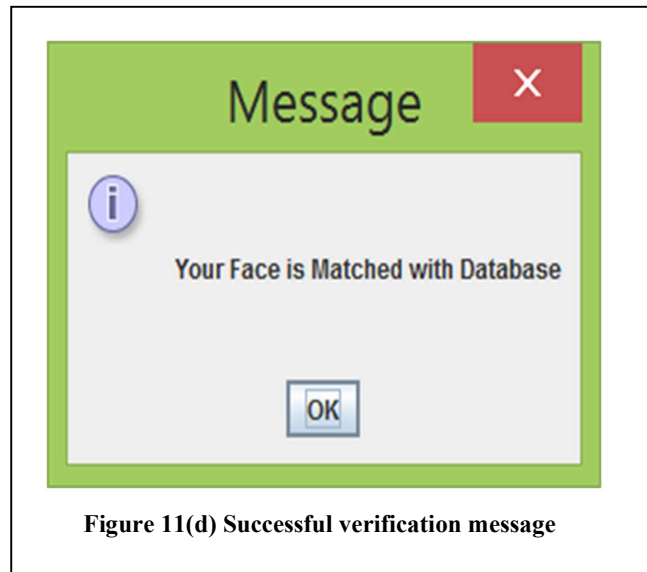 Message
X
i
Your Face is Matched with Database
OK
Figure 11(d) Successful verification message